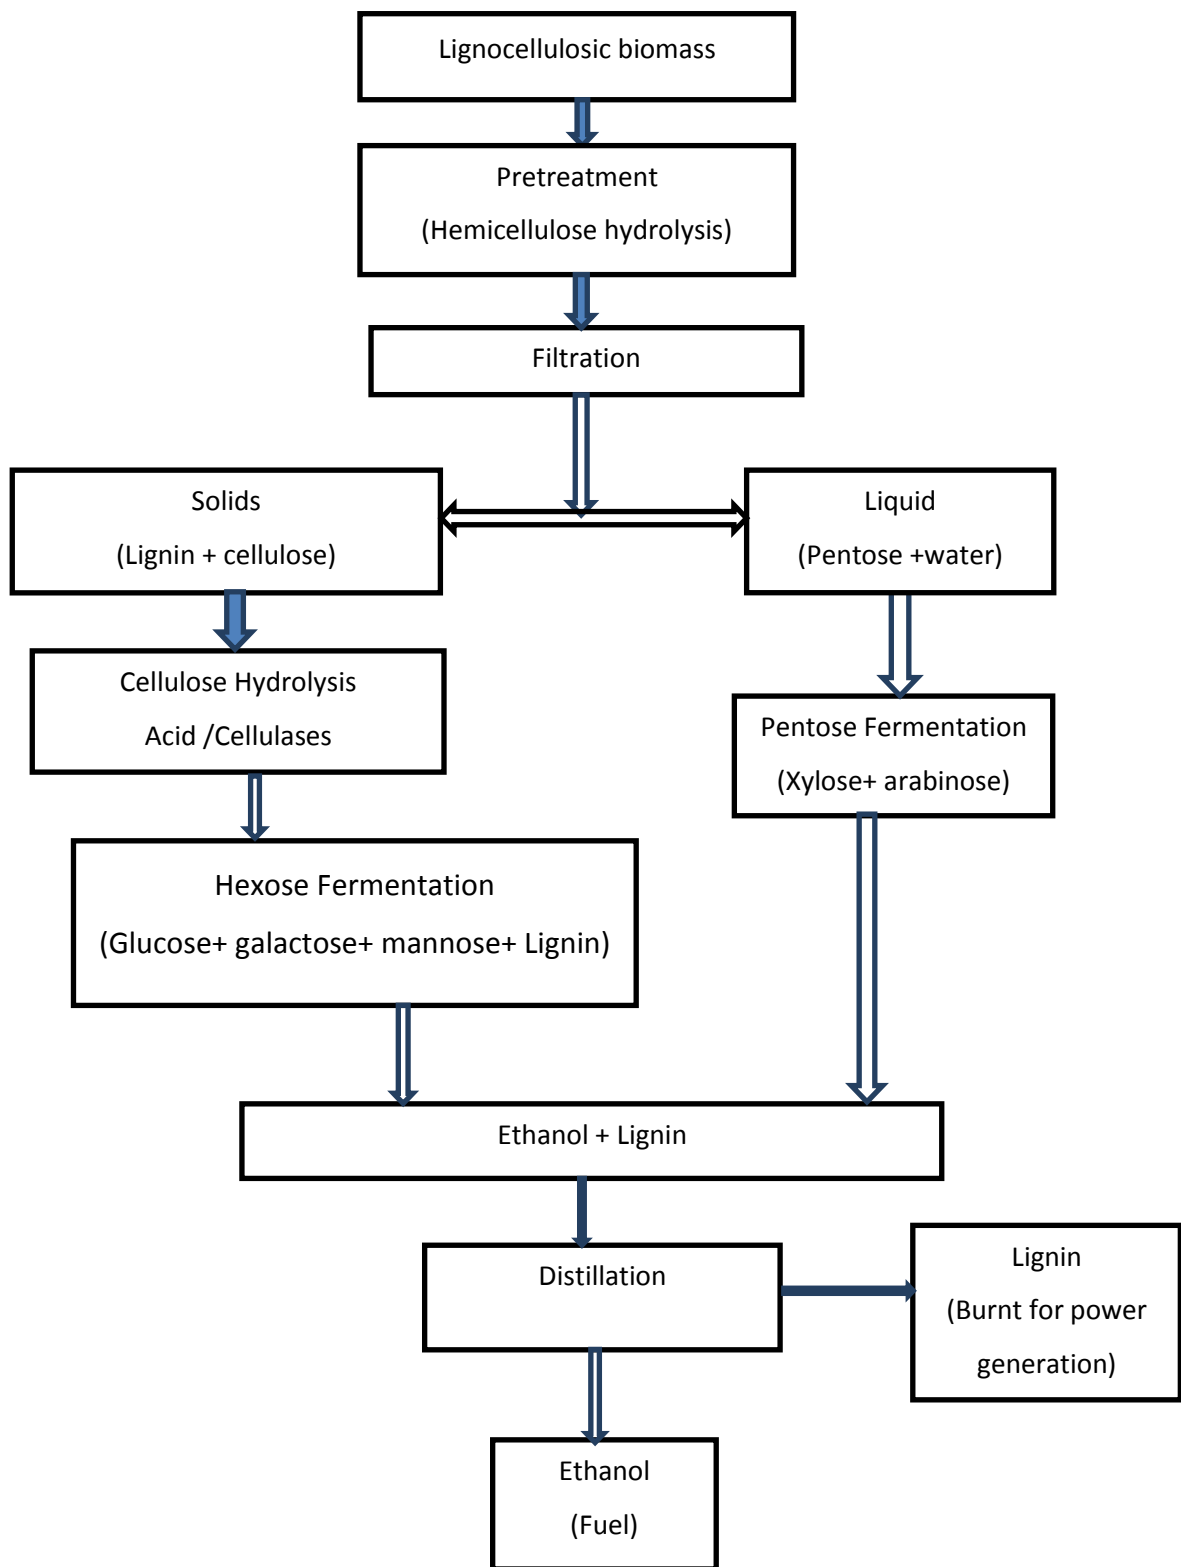 Lignocellulosic biomass
Pretreatment
(Hemicellulose hydrolysis)
Filtration
Solids
(Lignin + cellulose)
Liquid
(Pentose +water)
Cellulose Hydrolysis
Acid /Cellulases
Pentose Fermentation
(Xylose+ arabinose)
Hexose Fermentation
(Glucose+ galactose+ mannose+ Lignin)
Ethanol + Lignin
Distillation
Lignin
(Burnt for power
generation)
Ethanol
(Fuel)